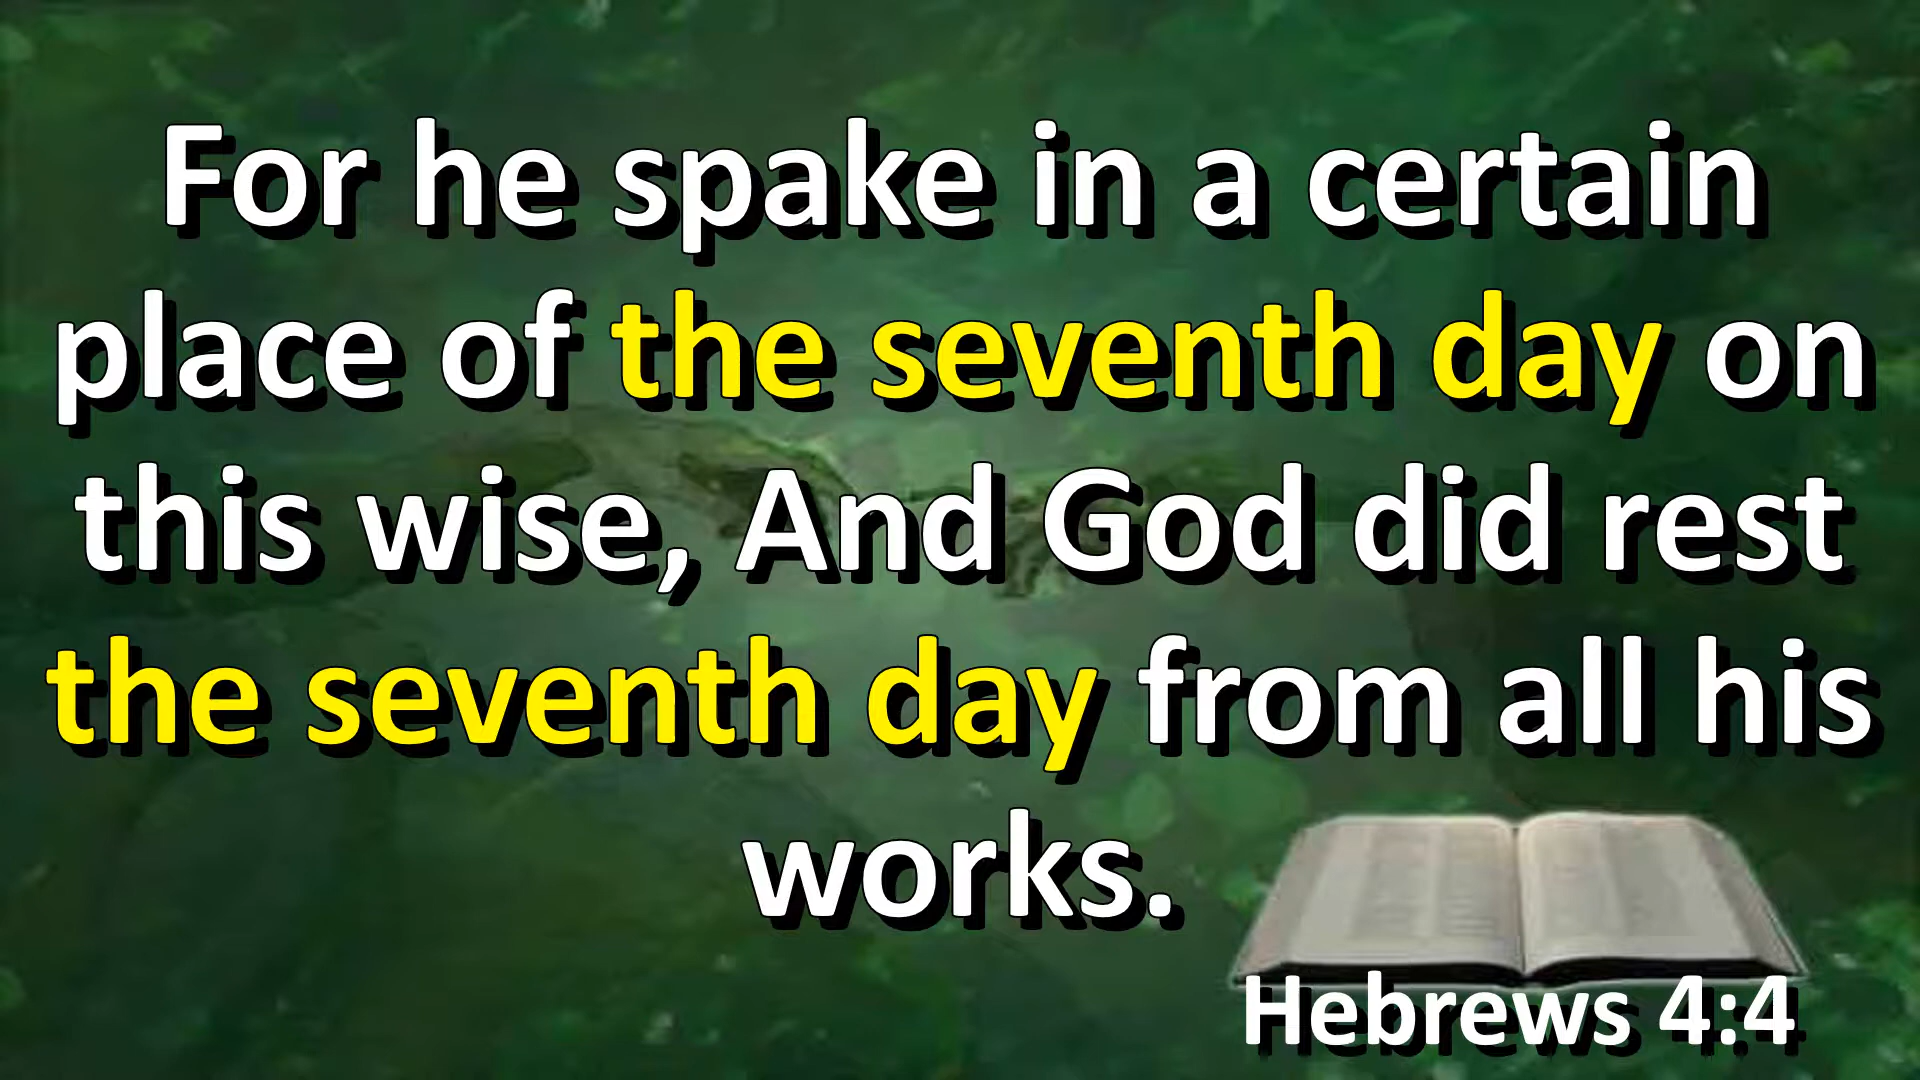 For he spake in a certain
place of the seventh day on
this wise, And God did rest
the seventh day from all his
works.
Hebrews 4:4